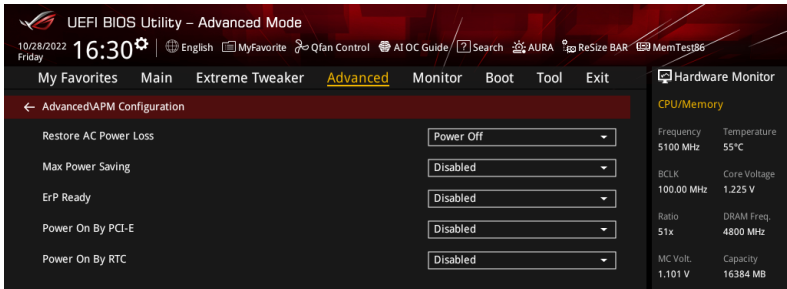 UEFI BIOS Utility – Advanced Mode
10/28/2022 Friday 16:30 English MyFavorite Qfan Control AI OC Guide Search AURA ReSize BAR MemTest86
My Favorites Main Extreme Tweaker Advanced Monitor Boot Tool Exit
Hardware Monitor
← Advanced\APM Configuration
Restore AC Power Loss Power Off
Max Power Saving Disabled
ErP Ready Disabled
Power On By PCI-E Disabled
Power On By RTC Disabled
CPU/Memory
Frequency Temperature
5100 MHz 55°C
BCLK Core Voltage
100.00 MHz 1.225 V
Ratio DRAM Freq.
51x 4800 MHz
MC Volt. Capacity
1.101 V 16384 MB